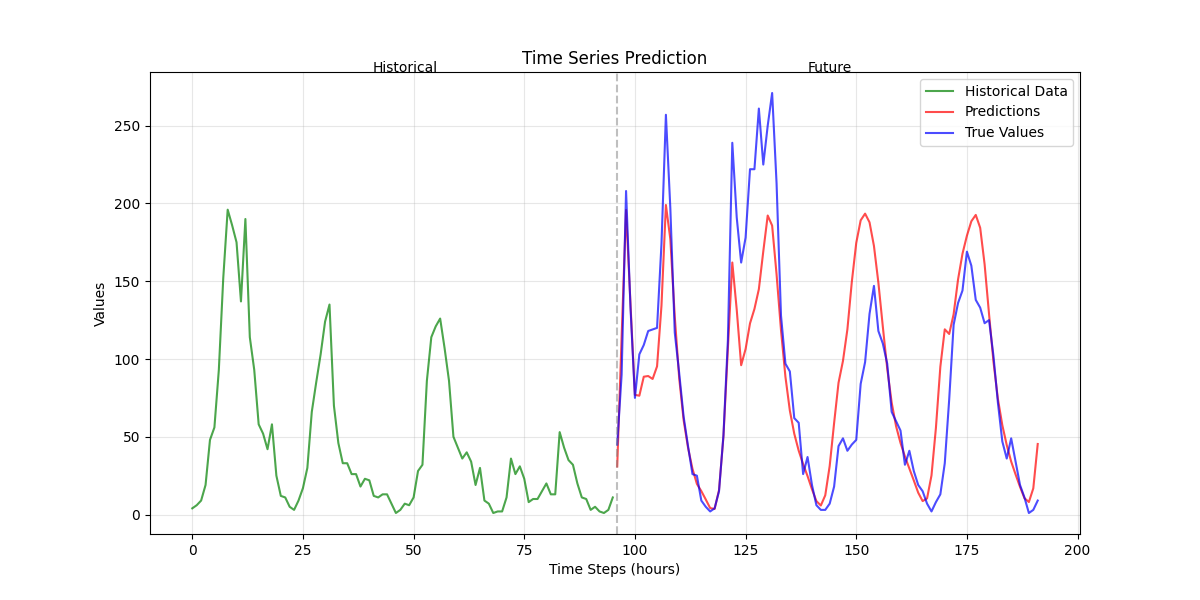 Time Series Prediction
Historical
Future
Historical Data
Predictions
True Values
Values
250
200
150
100
50
0
0 25 50 75 100 125 150 175 200
Time Steps (hours)